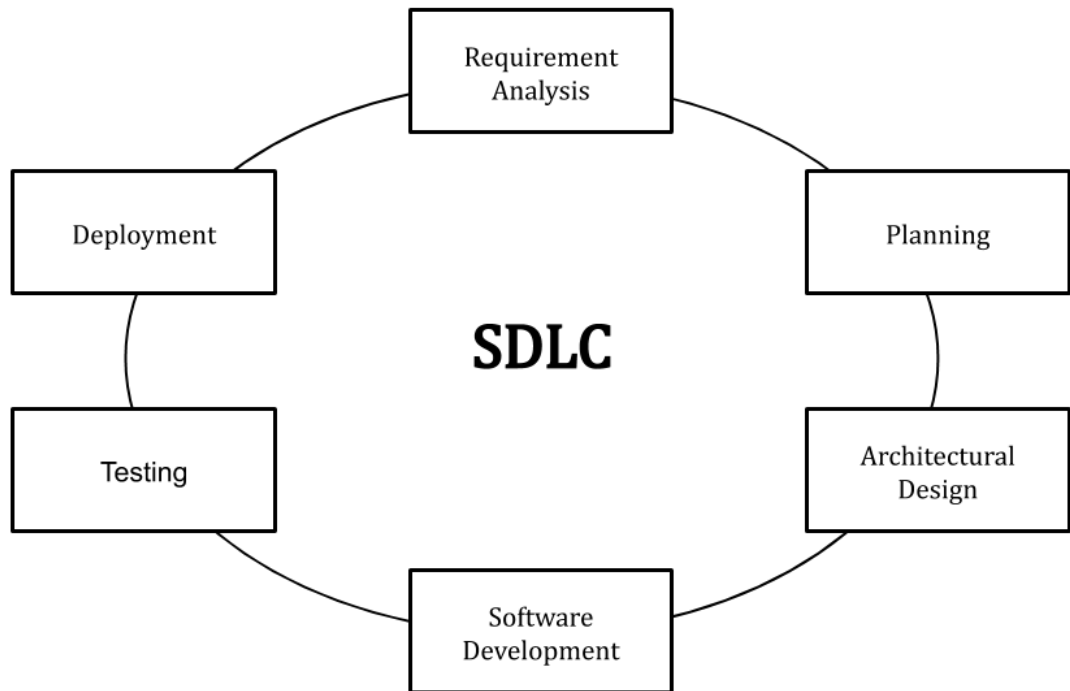 Requirement
Analysis
Planning
Architectural
Design
Software
Development
Testing
Deployment
SDLC